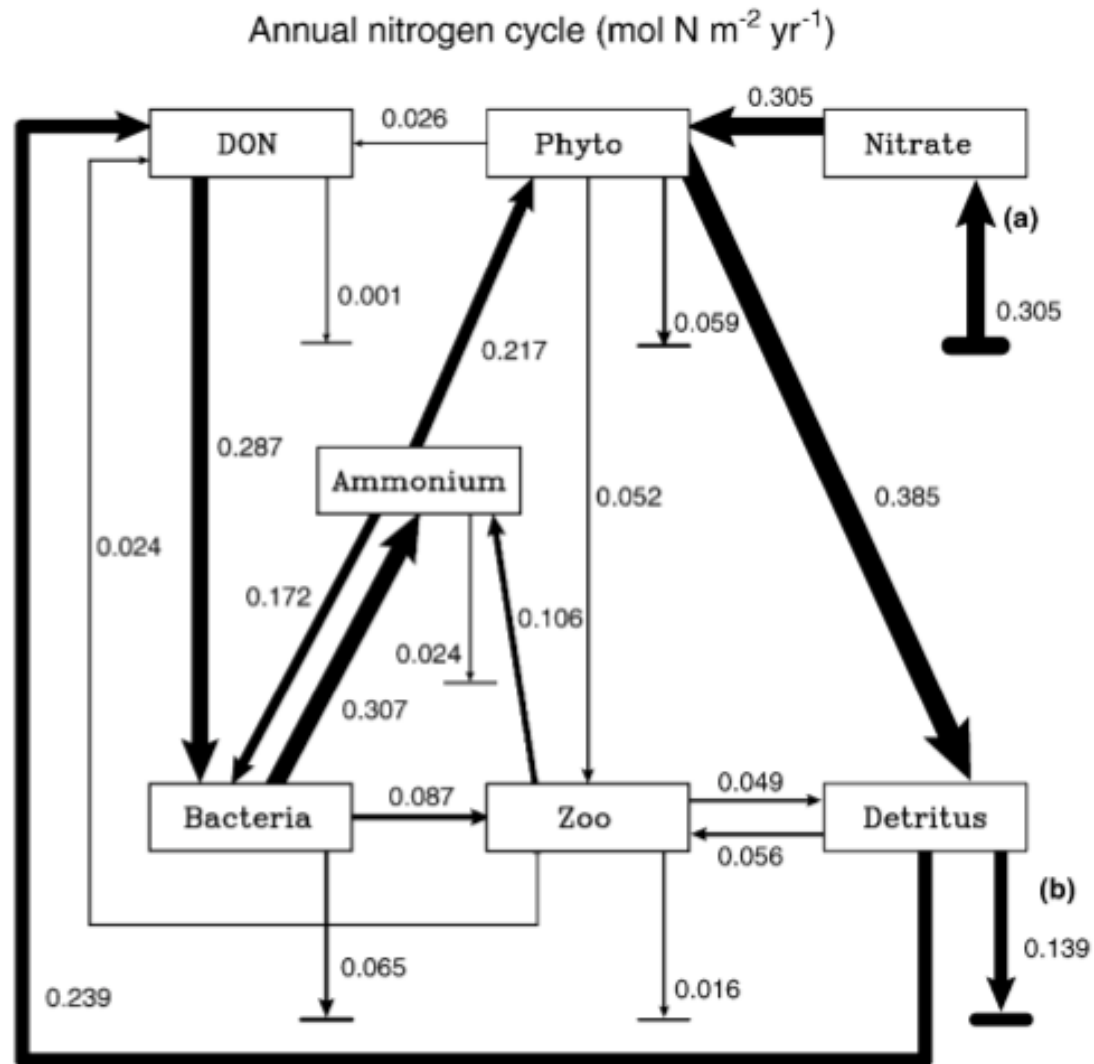 Annual nitrogen cycle (mol N m⁻² yr⁻¹)
0.026
0.305
DON
Phyto
Nitrate
(a)
0.001
0.059
0.305
0.217
0.287
Ammonium
0.052
0.385
0.024
0.172
0.106
0.024
0.307
0.087
0.049
Bacteria
Zoo
Detritus
0.056
(b)
0.065
0.016
0.139
0.239